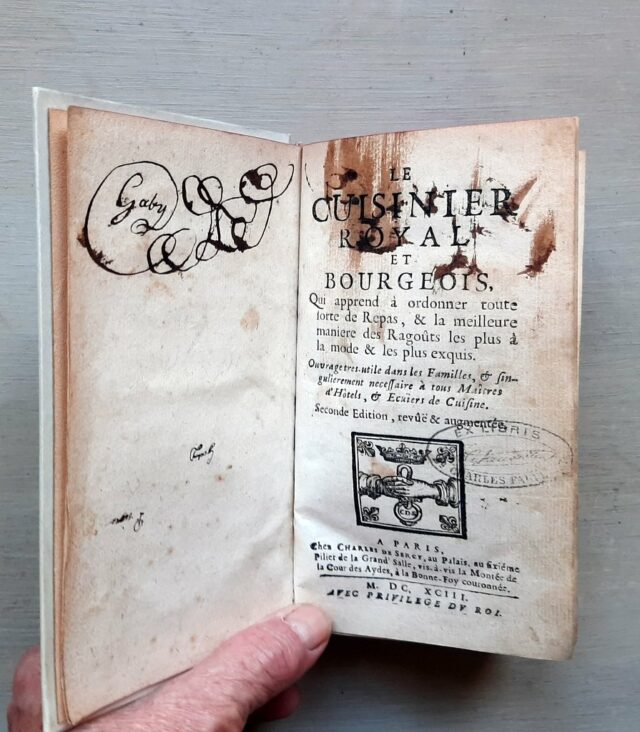 Gaby
LE
CUISINIER
ROYAL
ET
BOURGEOIS,
Qui apprend à ordonner toute
sorte de Repas, & la meilleure
maniere des Ragoûts les plus à
la mode & les plus exquis.
Ouvrage tres-utile dans les Familles, & sin-
gulierement necessaire à tous Maîtres
d'Hôtels, & Ecuiers de Cuisine.
Seconde Edition, revûë & augmentée.
EX LIBRIS
CHARLES
CDS
A PARIS,
Chez CHARLES DE SERCY, au Palais, au sixiéme
Pilier de la Grand' Salle, vis-à-vis la Montée de
la Cour des Aydes, à la Bonne-Foy couronnée.
M. DC. XCIII.
AVEC PRIVILEGE DU ROI.